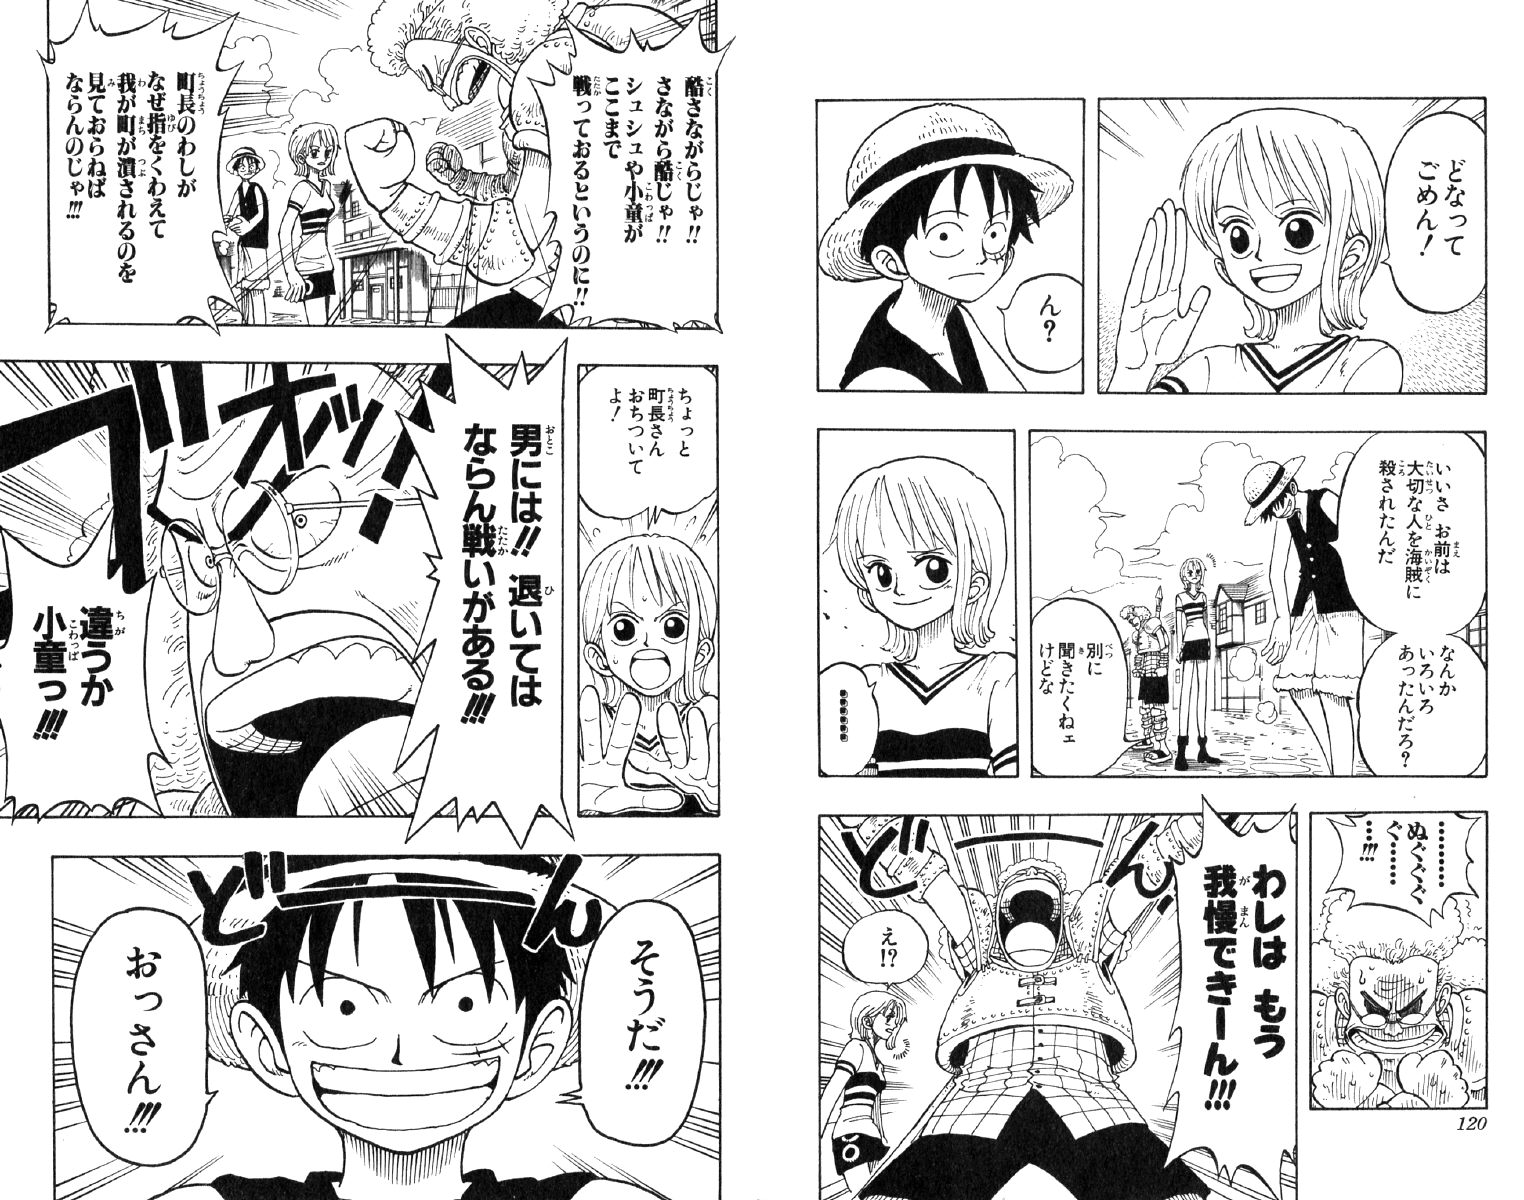 どなって
ごめん！
ん？
いいさ お前は
大切な人を海賊に
殺されたんだ
なんか
いろいろ
あったんだろ？
別に
聞きたくねェ
けどな
………
………
ぬぐぐぐ
ぐ………
…!!!
わしは もう
我慢できーん!!!
どーん
え!?
120
酷さながらじゃ!!
さながら酷じゃ!!
シュシュや小童が
ここまで
戦っておるというのに!!
町長のわしが
なぜ指をくわえて
我が町が潰されるのを
見ておらねば
ならんのじゃ!!!
ちょっと
町長さん
おちついて
よ！
男には!! 退いては
ならん戦いがある!!!
違うか
小童っ!!!
そうだ!!!
おっさん!!!
どん